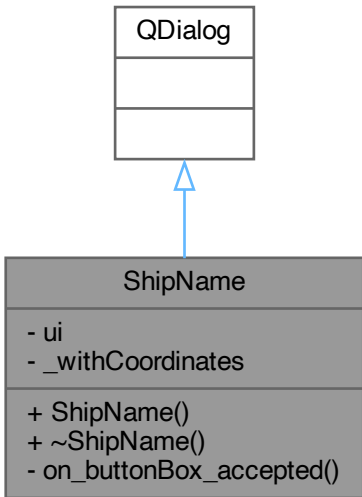 QDialog
ShipName
- ui
- _withCoordinates
+ ShipName()
+ ~ShipName()
- on_buttonBox_accepted()